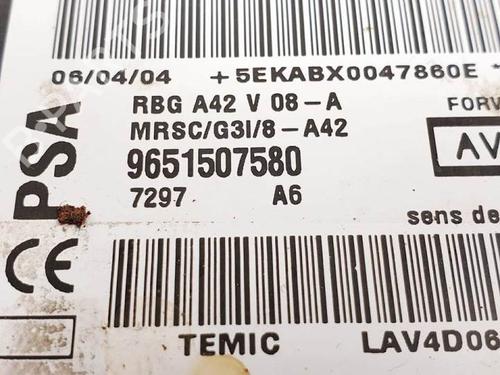 06/04/04 +5EKABX0047860E *
RBG A42 V 08-A
MRSC/G3I/8-A42
9651507580
7297 A6
PSA
CE
FORW
AV
sens de
TEMIC LAV4D06